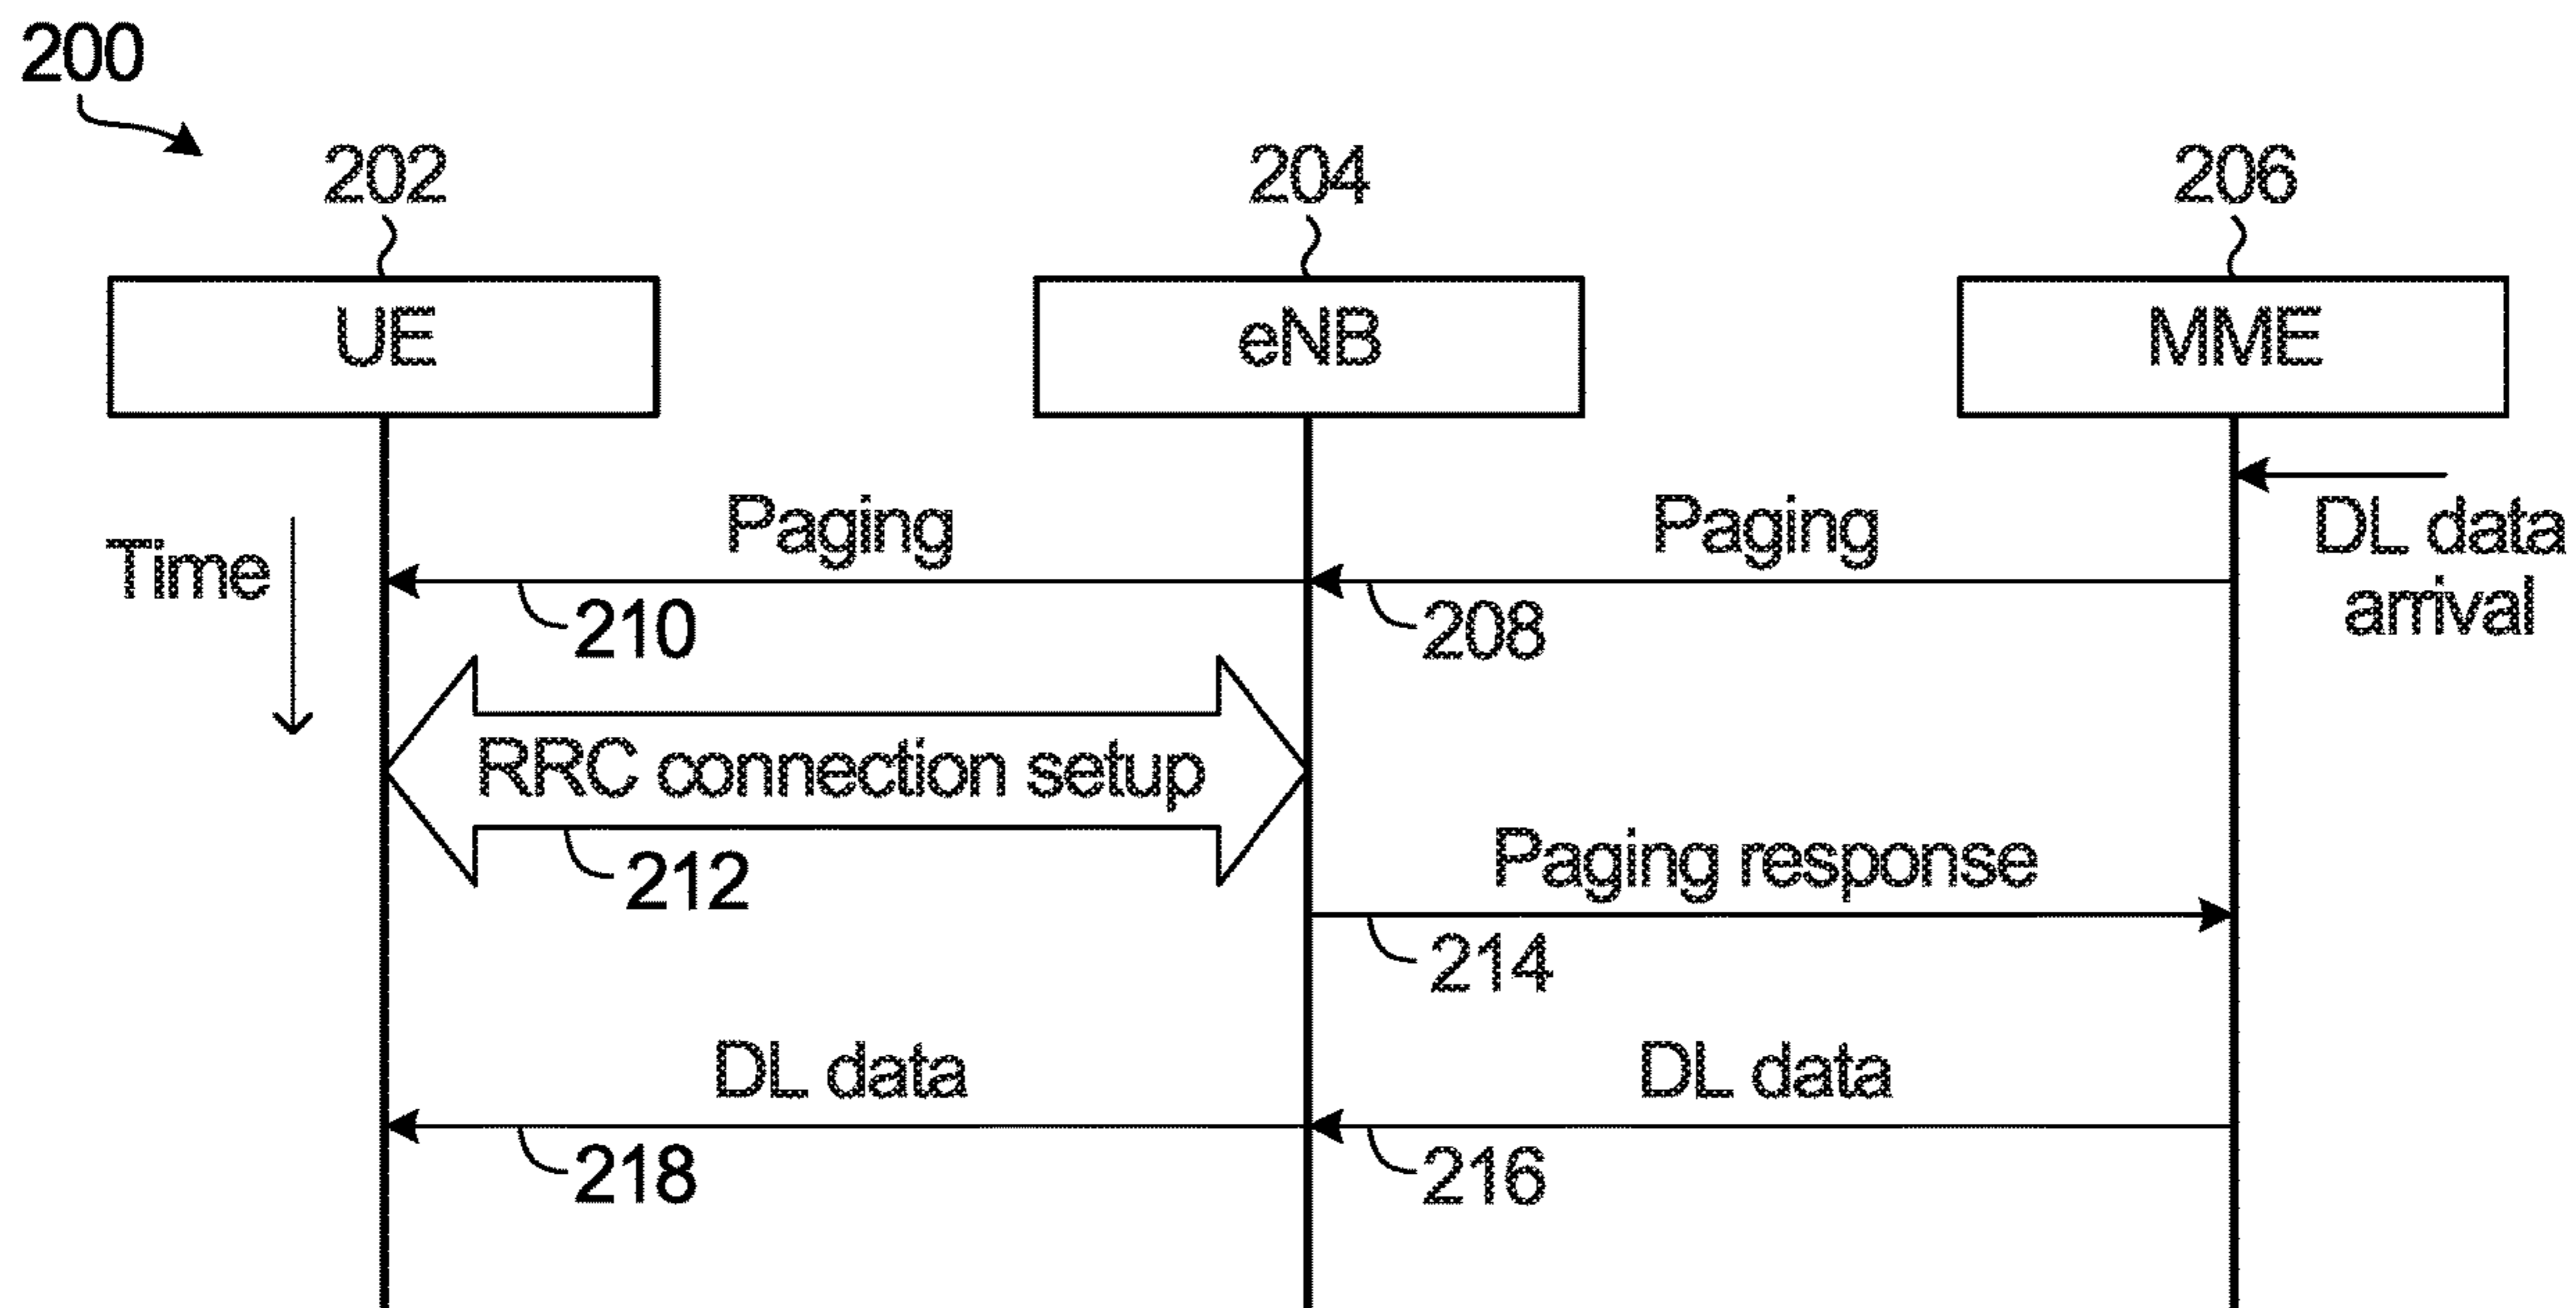 200
202
204
206
UE
eNB
MME
Time
Paging
Paging
DL data
arrival
210
208
RRC connection setup
212
Paging response
214
DL data
DL data
218
216